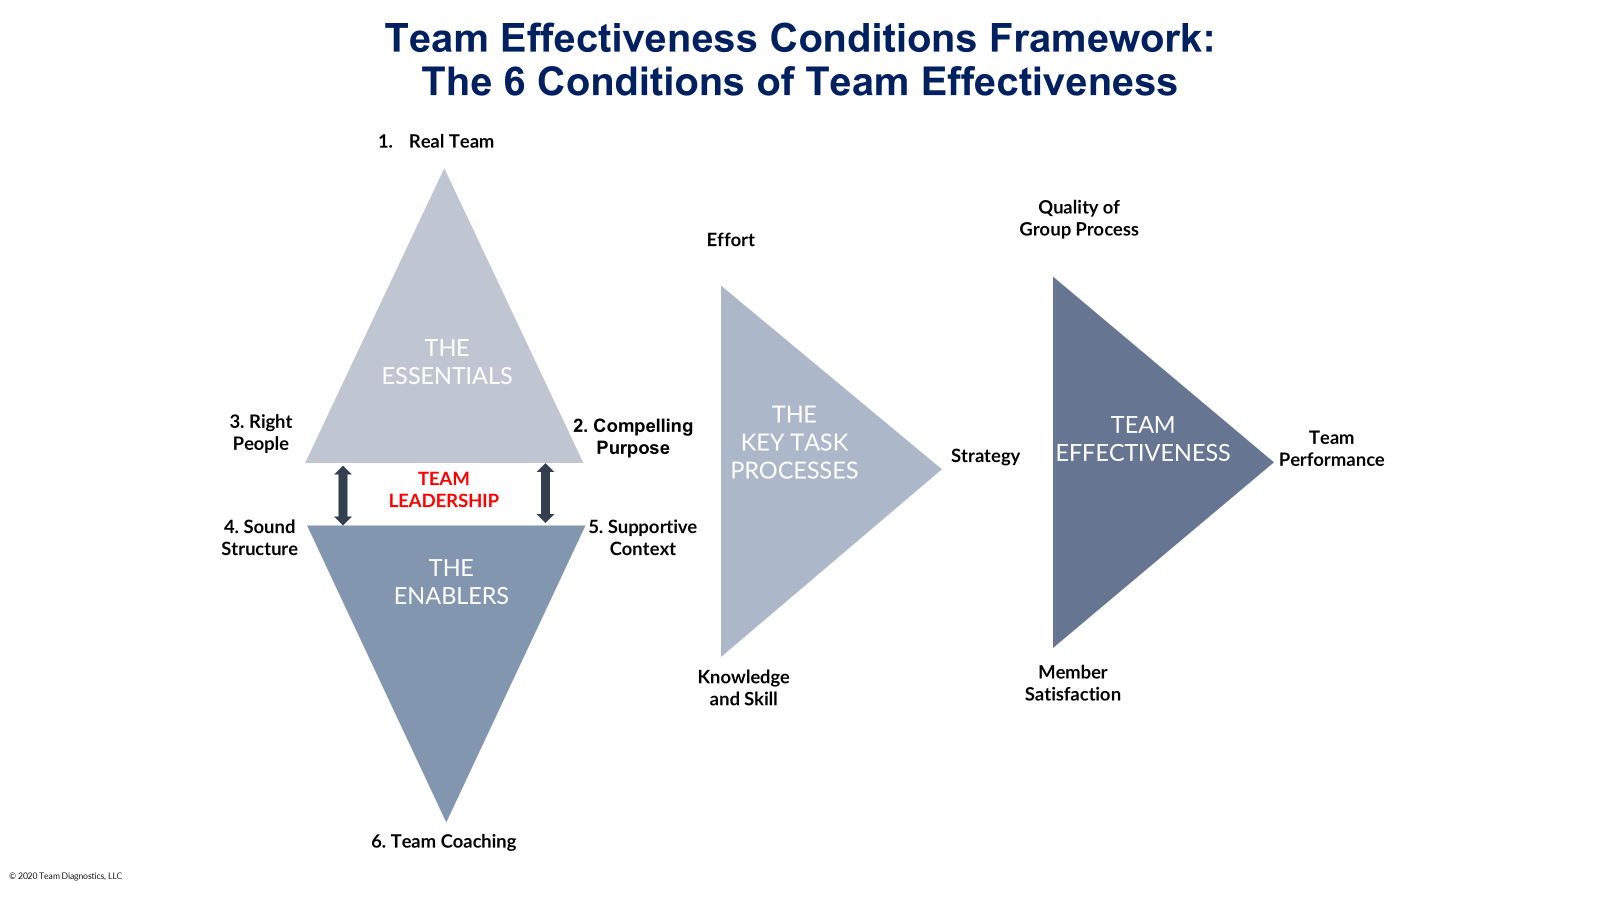 Team Effectiveness Conditions Framework:
The 6 Conditions of Team Effectiveness
1. Real Team
THE
ESSENTIALS
3. Right
People
2. Compelling
Purpose
TEAM
LEADERSHIP
4. Sound
Structure
5. Supportive
Context
THE
ENABLERS
6. Team Coaching
Effort
THE
KEY TASK
PROCESSES
Strategy
Knowledge
and Skill
Quality of
Group Process
TEAM
EFFECTIVENESS
Team
Performance
Member
Satisfaction
© 2020 Team Diagnostics, LLC